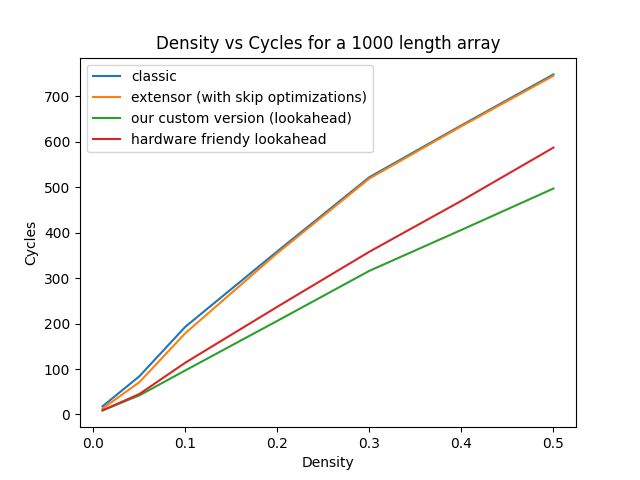 Density vs Cycles for a 1000 length array
classic
extensor (with skip optimizations)
our custom version (lookahead)
hardware friendy lookahead
Cycles
700
600
500
400
300
200
100
0
0.0 0.1 0.2 0.3 0.4 0.5
Density